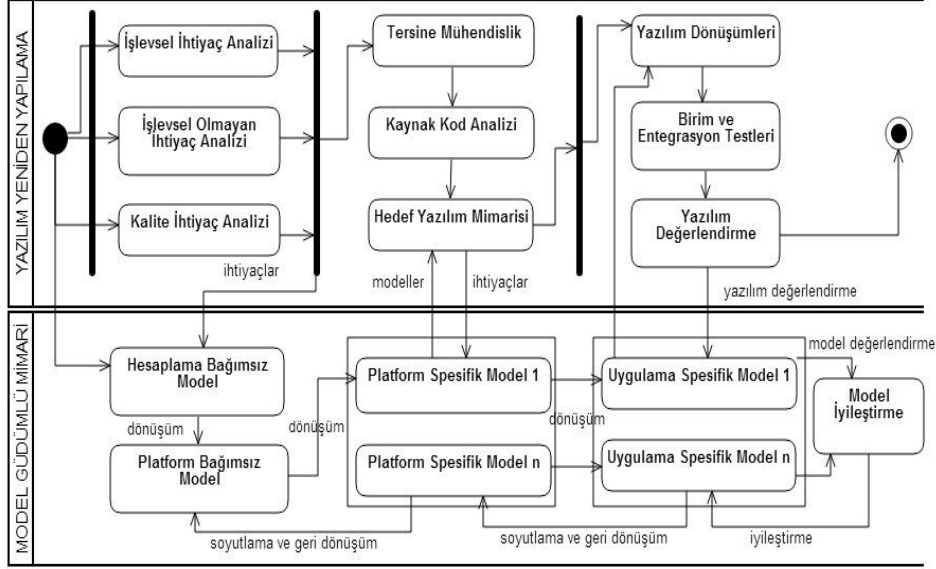 YAZILIM YENİDEN YAPILAMA
İşlevsel İhtiyaç Analizi
İşlevsel Olmayan
İhtiyaç Analizi
Kalite İhtiyaç Analizi
ihtiyaçlar
Tersine Mühendislik
Kaynak Kod Analizi
Hedef Yazılım Mimarisi
modeller
ihtiyaçlar
Yazılım Dönüşümleri
Birim ve
Entegrasyon Testleri
Yazılım
Değerlendirme
yazılım değerlendirme
MODEL GÜDÜMLÜ MİMARİ
Hesaplama Bağımsız
Model
dönüşüm
Platform Bağımsız
Model
dönüşüm
Platform Spesifik Model 1
Platform Spesifik Model n
dönüşüm
Uygulama Spesifik Model 1
Uygulama Spesifik Model n
model değerlendirme
Model
İyileştirme
soyutlama ve geri dönüşüm
soyutlama ve geri dönüşüm
iyileştirme